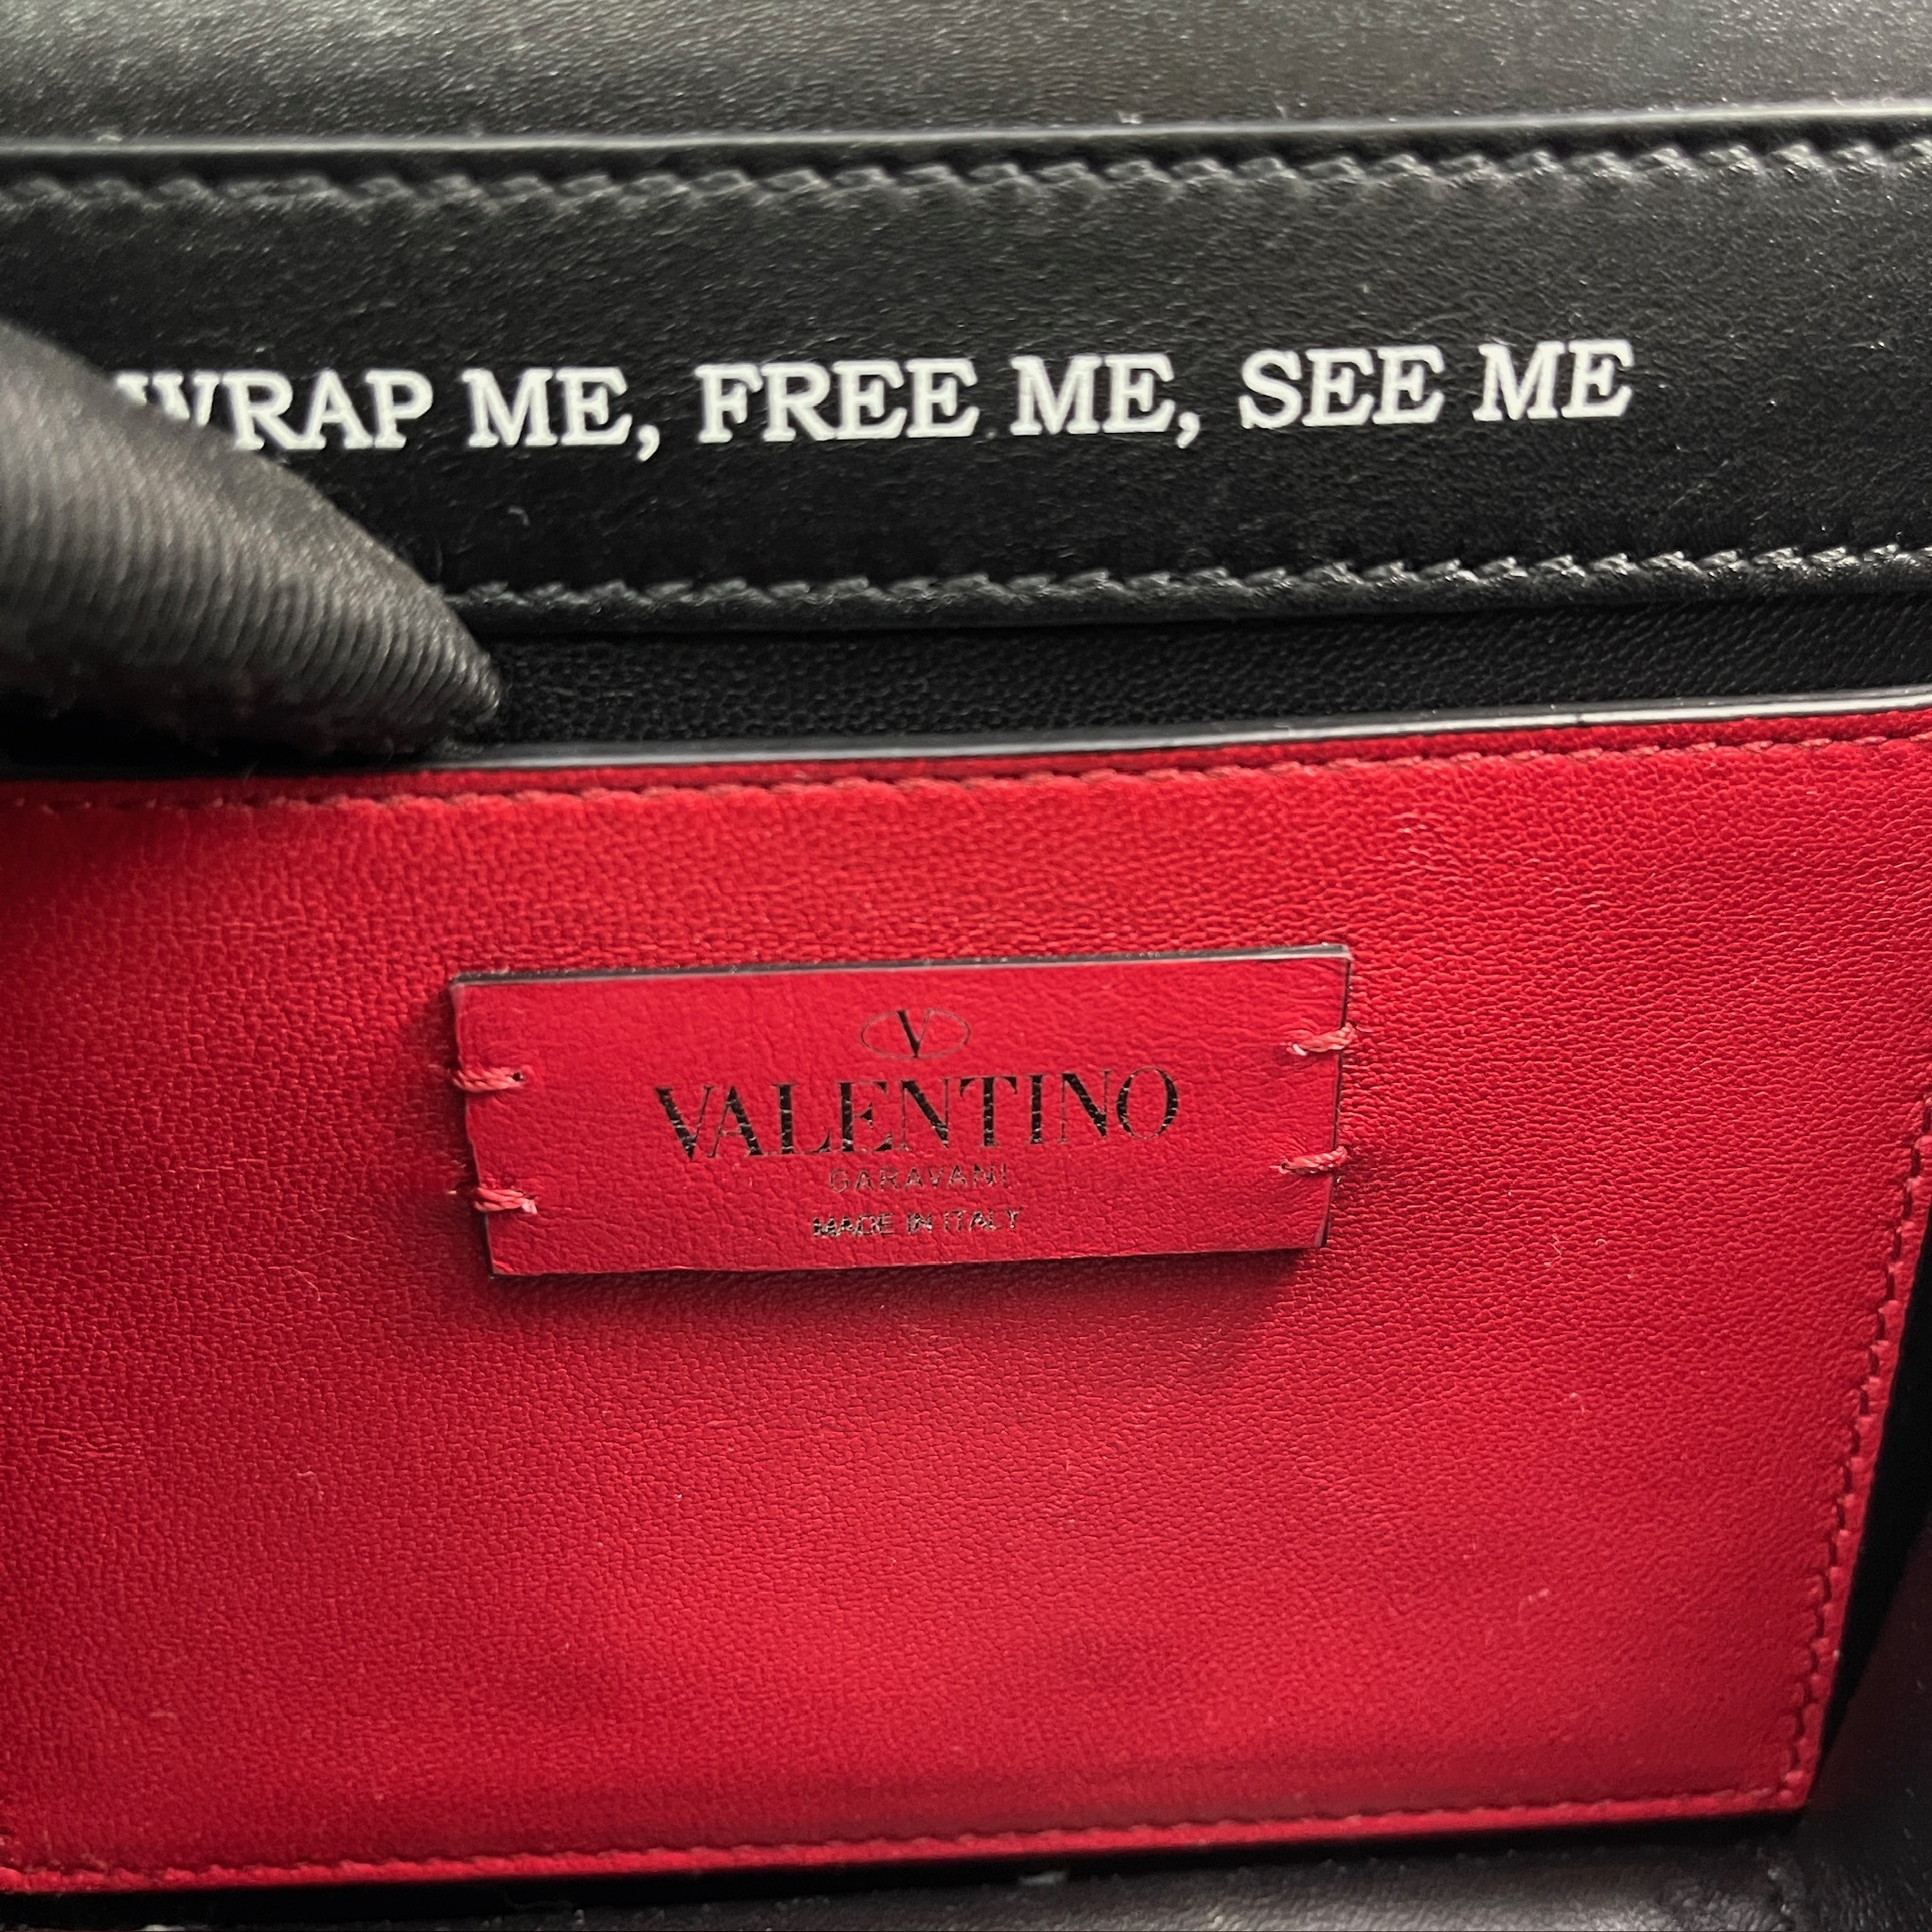 WRAP ME, FREE ME, SEE ME
V
VALENTINO
GARAVANI
MADE IN ITALY